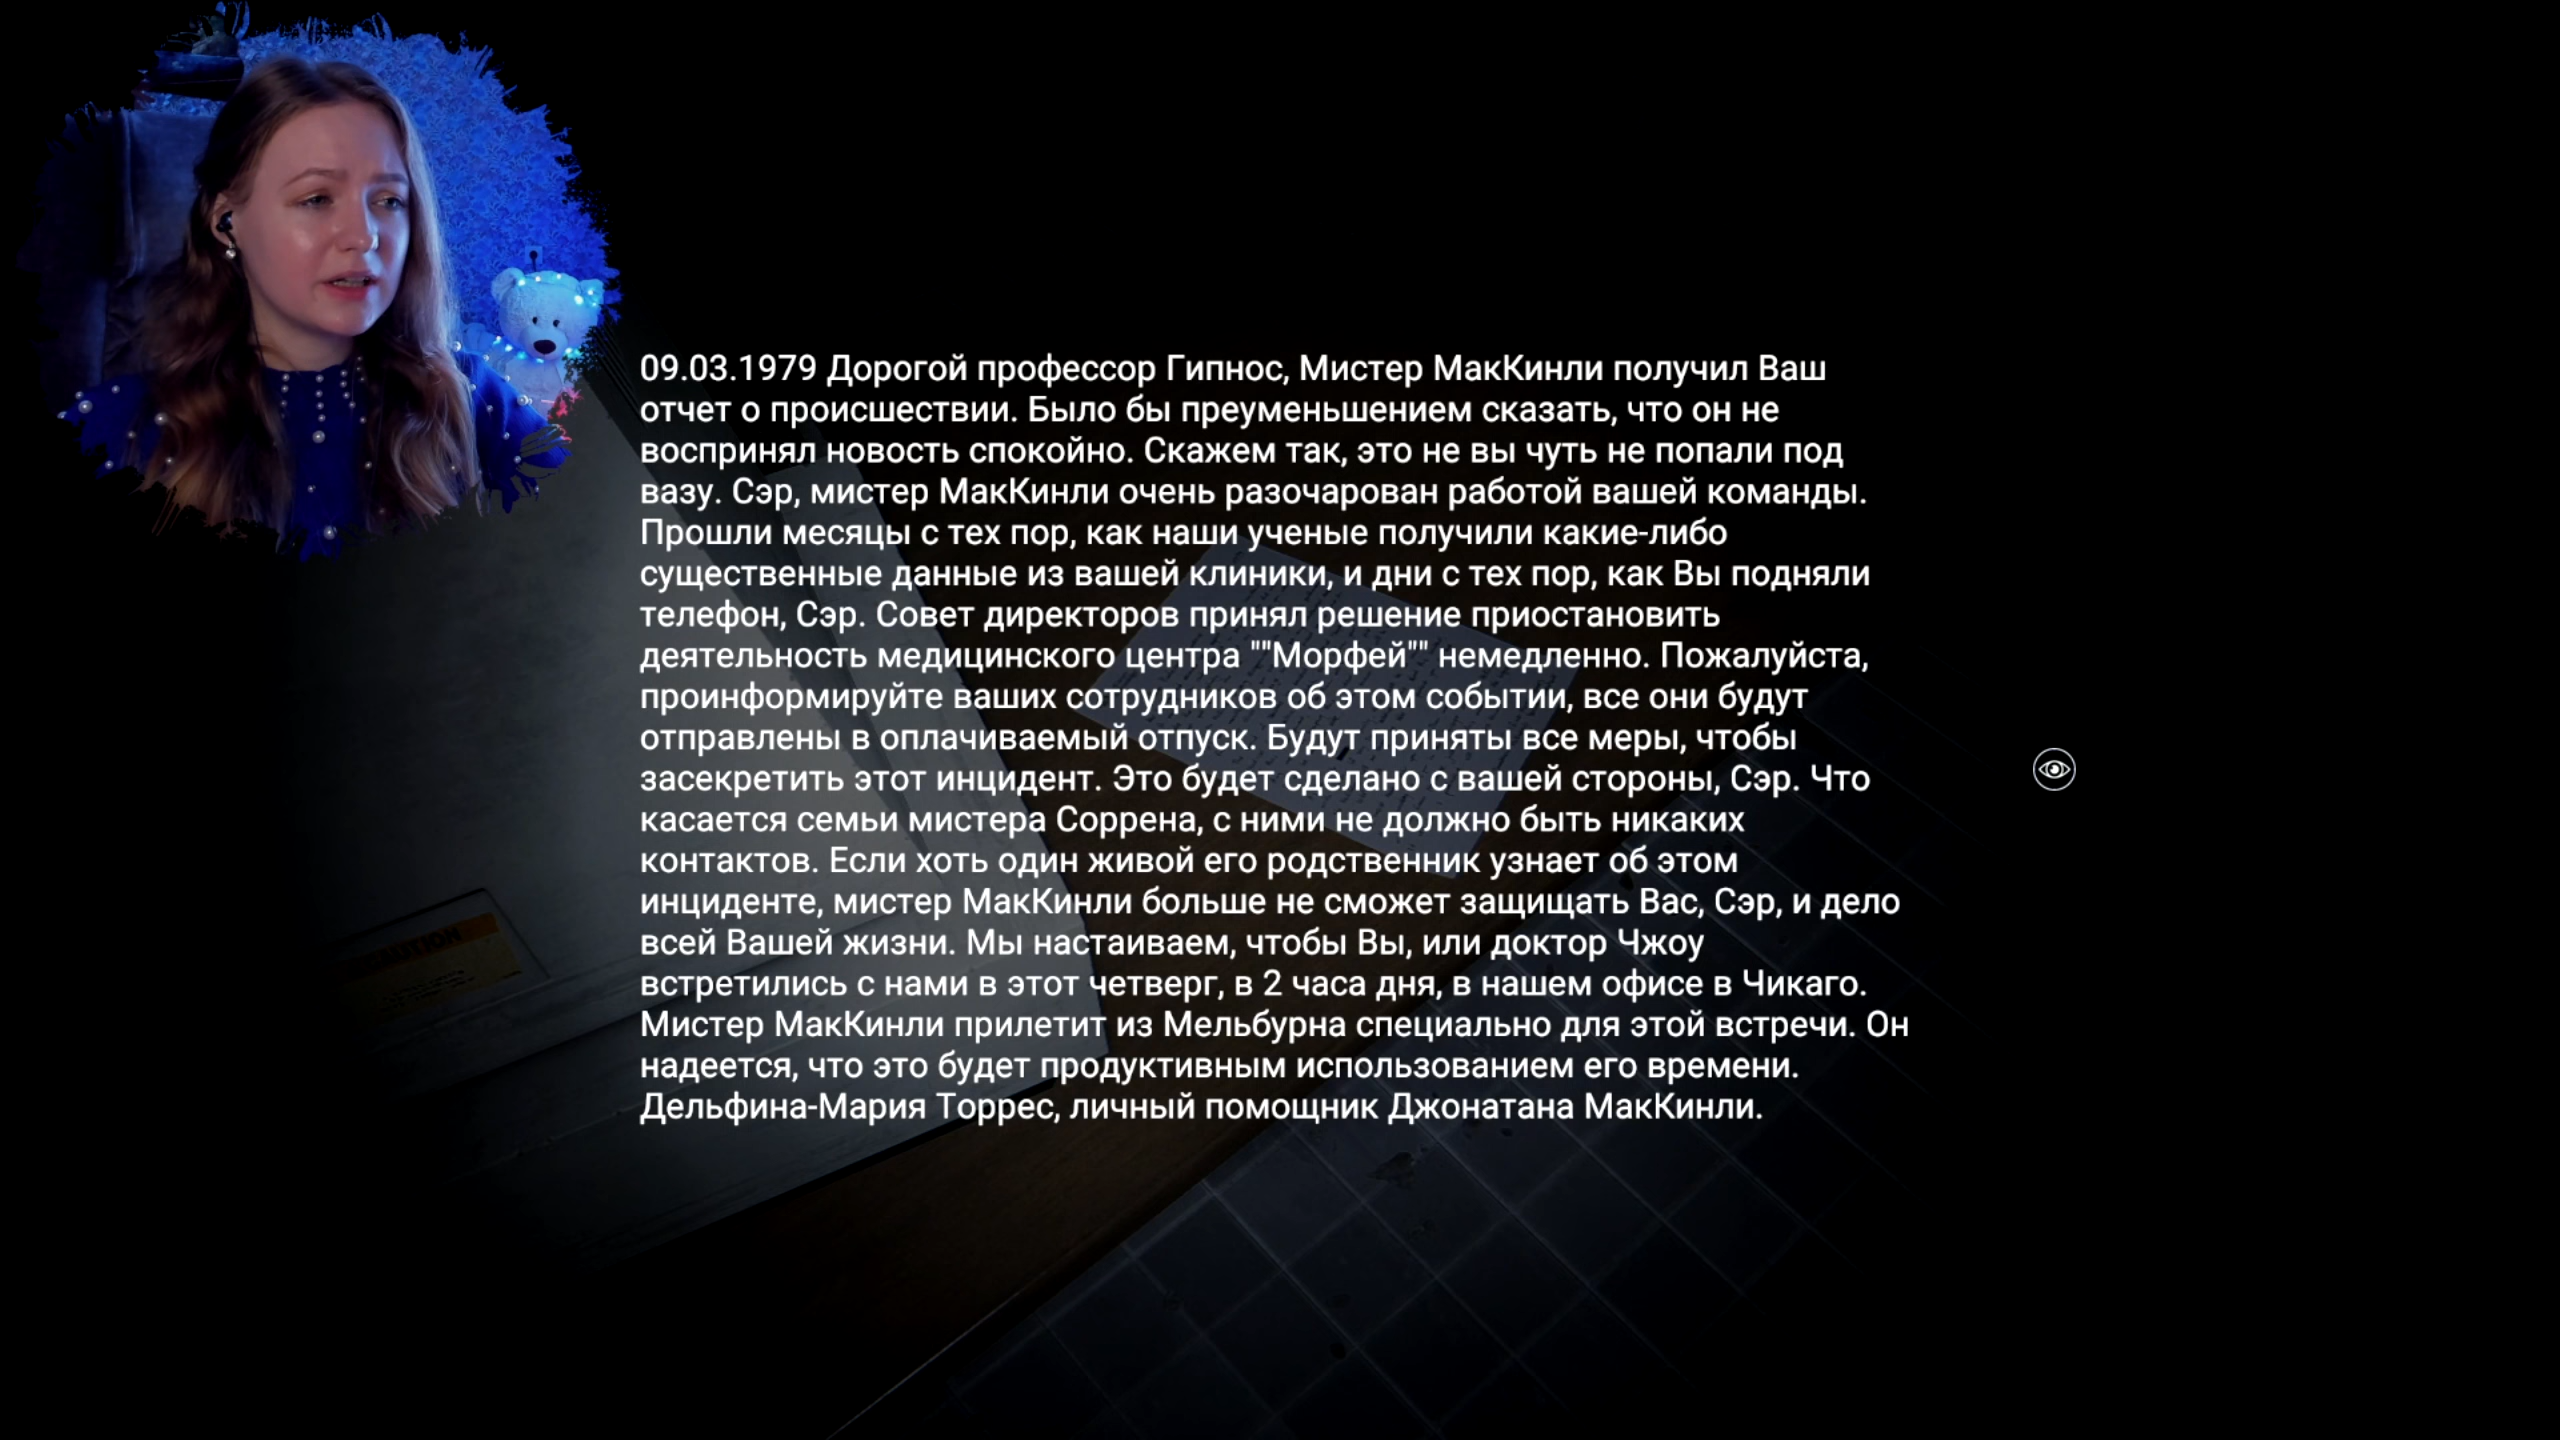 09.03.1979 Дорогой профессор Гипнос, Мистер МакКинли получил Ваш
отчет о происшествии. Было бы преуменьшением сказать, что он не
воспринял новость спокойно. Скажем так, это не вы чуть не попали под
вазу. Сэр, мистер МакКинли очень разочарован работой вашей команды.
Прошли месяцы с тех пор, как наши ученые получили какие-либо
существенные данные из вашей клиники, и дни с тех пор, как Вы подняли
телефон, Сэр. Совет директоров принял решение приостановить
деятельность медицинского центра ""Морфей"" немедленно. Пожалуйста,
проинформируйте ваших сотрудников об этом событии, все они будут
отправлены в оплачиваемый отпуск. Будут приняты все меры, чтобы
засекретить этот инцидент. Это будет сделано с вашей стороны, Сэр. Что
касается семьи мистера Соррена, с ними не должно быть никаких
контактов. Если хоть один живой его родственник узнает об этом
инциденте, мистер МакКинли больше не сможет защищать Вас, Сэр, и дело
всей Вашей жизни. Мы настаиваем, чтобы Вы, или доктор Чжоу
встретились с нами в этот четверг, в 2 часа дня, в нашем офисе в Чикаго.
Мистер МакКинли прилетит из Мельбурна специально для этой встречи. Он
надеется, что это будет продуктивным использованием его времени.
Дельфина-Мария Торрес, личный помощник Джонатана МакКинли.